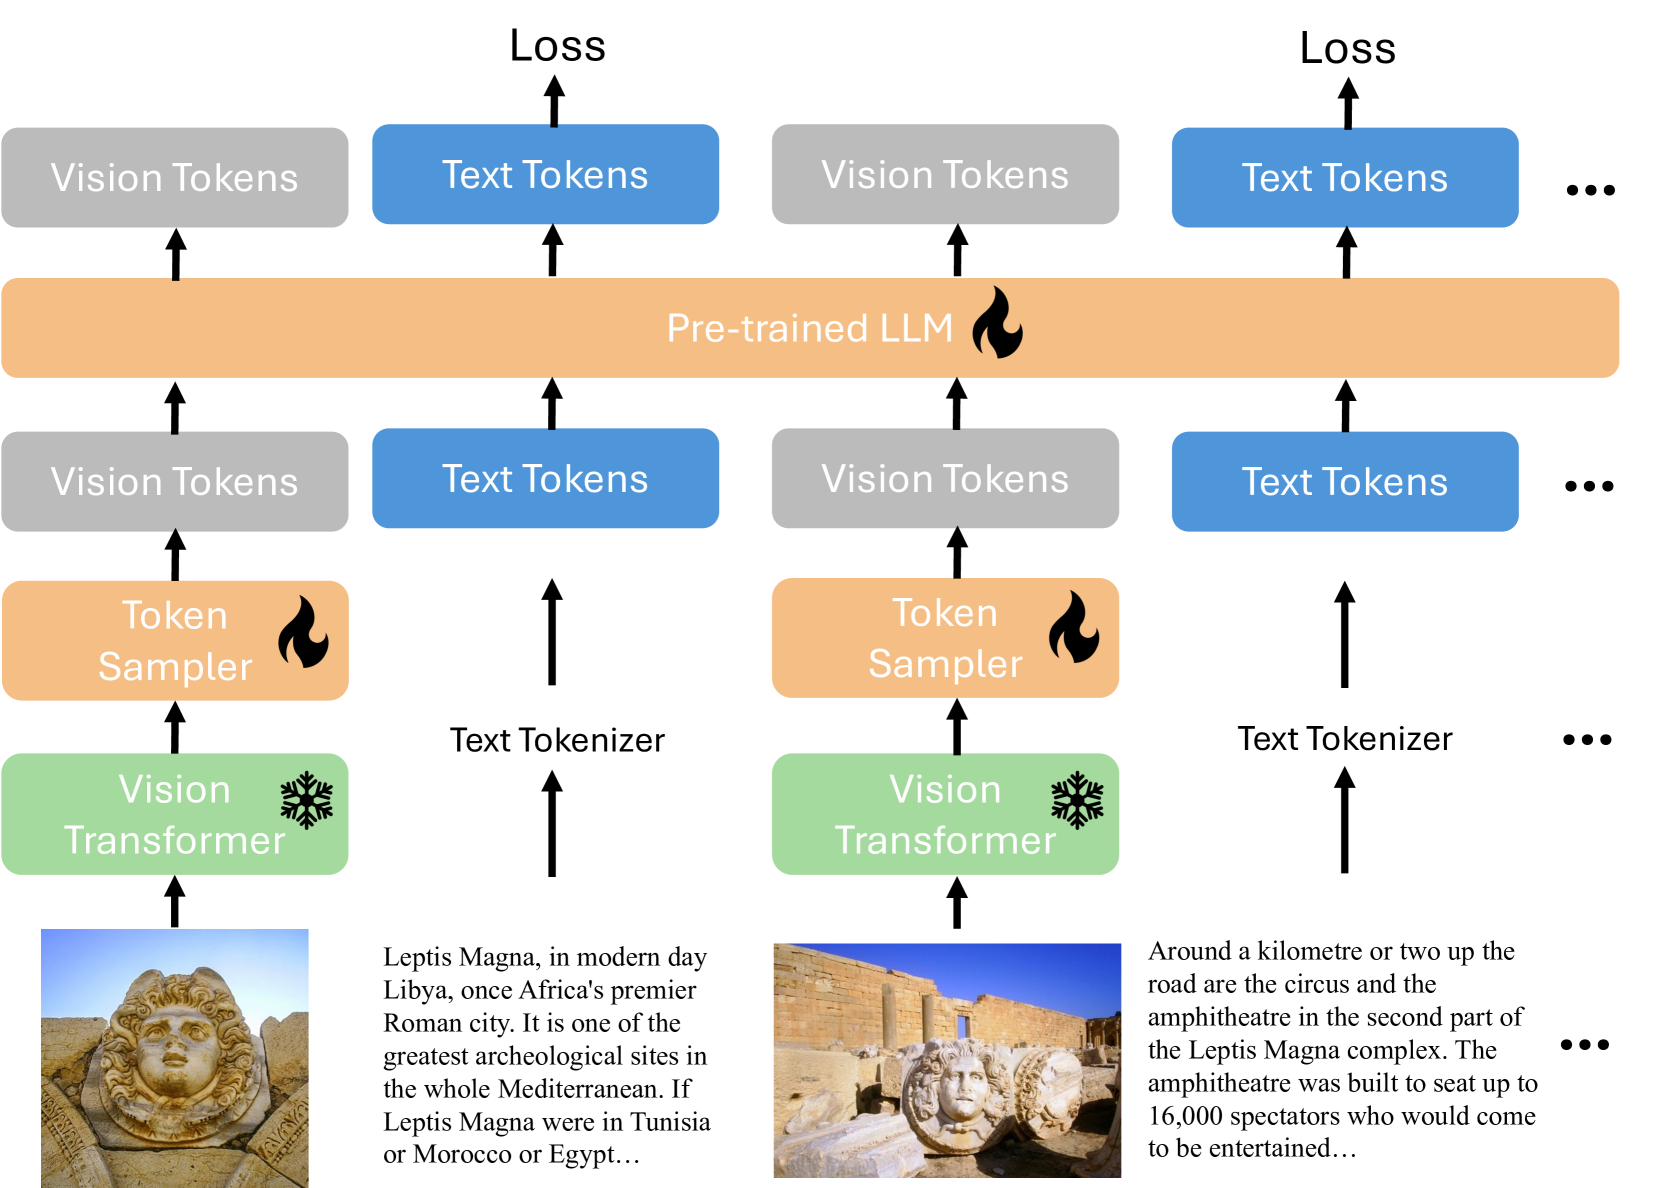 Loss
Loss
Vision Tokens
Text Tokens
Vision Tokens
Text Tokens
...
Pre-trained LLM
Vision Tokens
Text Tokens
Vision Tokens
Text Tokens
...
Token
Sampler
Token
Sampler
Text Tokenizer
Text Tokenizer
...
Vision
Transformer
Vision
Transformer
Leptis Magna, in modern day
Libya, once Africa's premier
Roman city. It is one of the
greatest archeological sites in
the whole Mediterranean. If
Leptis Magna were in Tunisia
or Morocco or Egypt…
Around a kilometre or two up the
road are the circus and the
amphitheatre in the second part of
the Leptis Magna complex. The
amphitheatre was built to seat up to
16,000 spectators who would come
to be entertained…
...